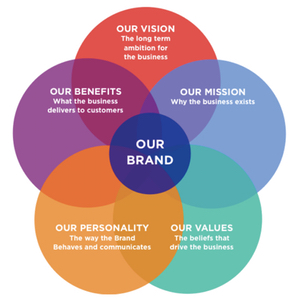 OUR VISION
The long term
ambition for
the business
OUR BENEFITS
What the business
delivers to customers
OUR MISSION
Why the business exists
OUR
BRAND
OUR PERSONALITY
The way the Brand
Behaves and communicates
OUR VALUES
The beliefs that
drive the business